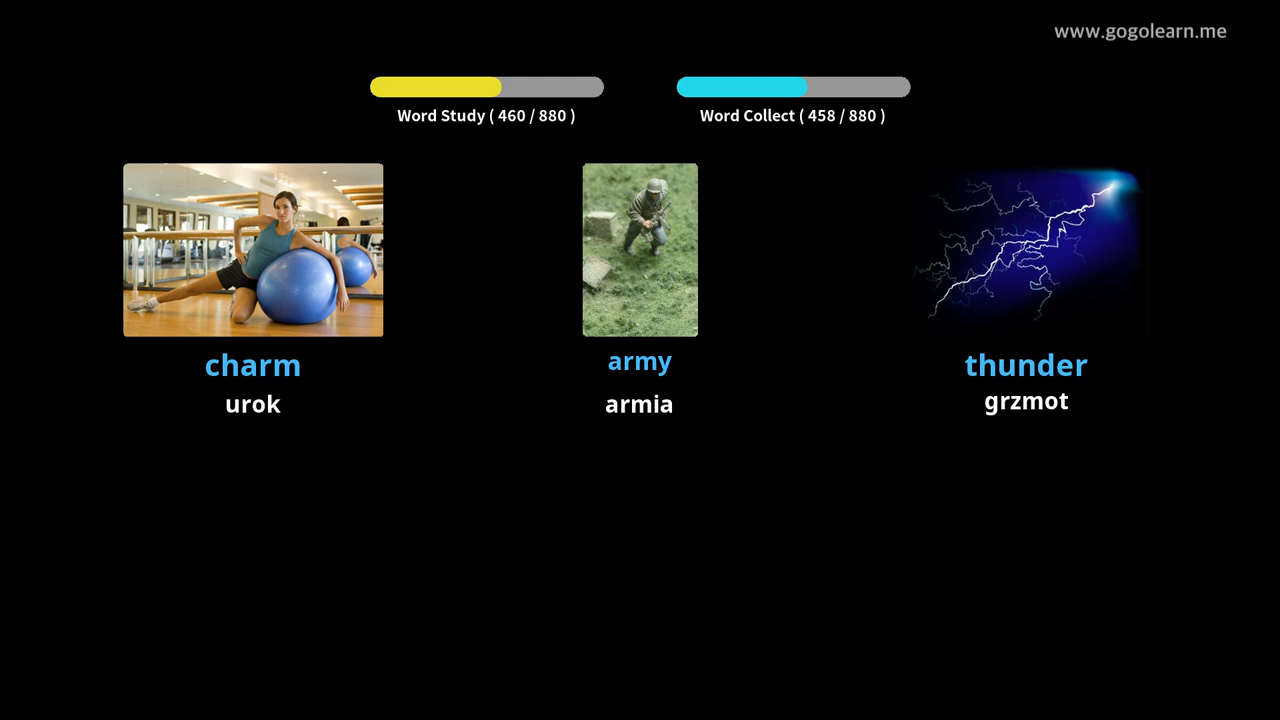 www.gogolearn.me
Word Study ( 460 / 880 )
Word Collect ( 458 / 880 )
charm
urok
army
armia
thunder
grzmot